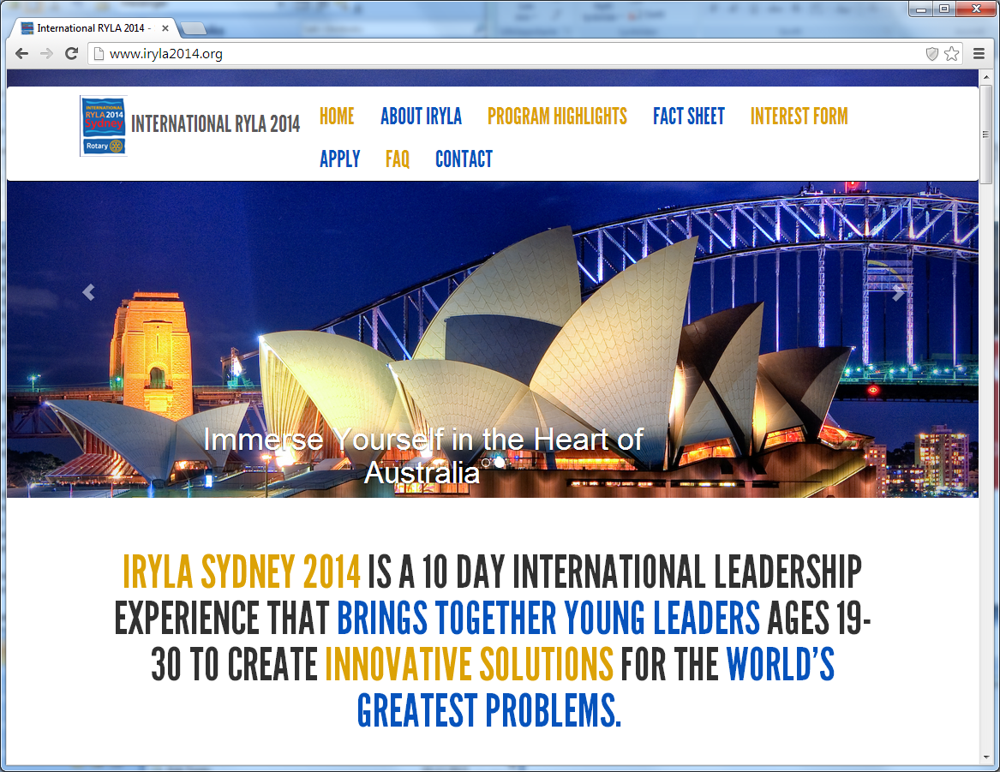 International RYLA 2014 -
www.iryla2014.org
INTERNATIONAL
RYLA2014
Sydney
Rotary
INTERNATIONAL RYLA 2014
HOME ABOUT IRYLA PROGRAM HIGHLIGHTS FACT SHEET INTEREST FORM
APPLY FAQ CONTACT
Immerse Yourself in the Heart of
Australia
IRYLA SYDNEY 2014 IS A 10 DAY INTERNATIONAL LEADERSHIP
EXPERIENCE THAT BRINGS TOGETHER YOUNG LEADERS AGES 19-
30 TO CREATE INNOVATIVE SOLUTIONS FOR THE WORLD’S
GREATEST PROBLEMS.